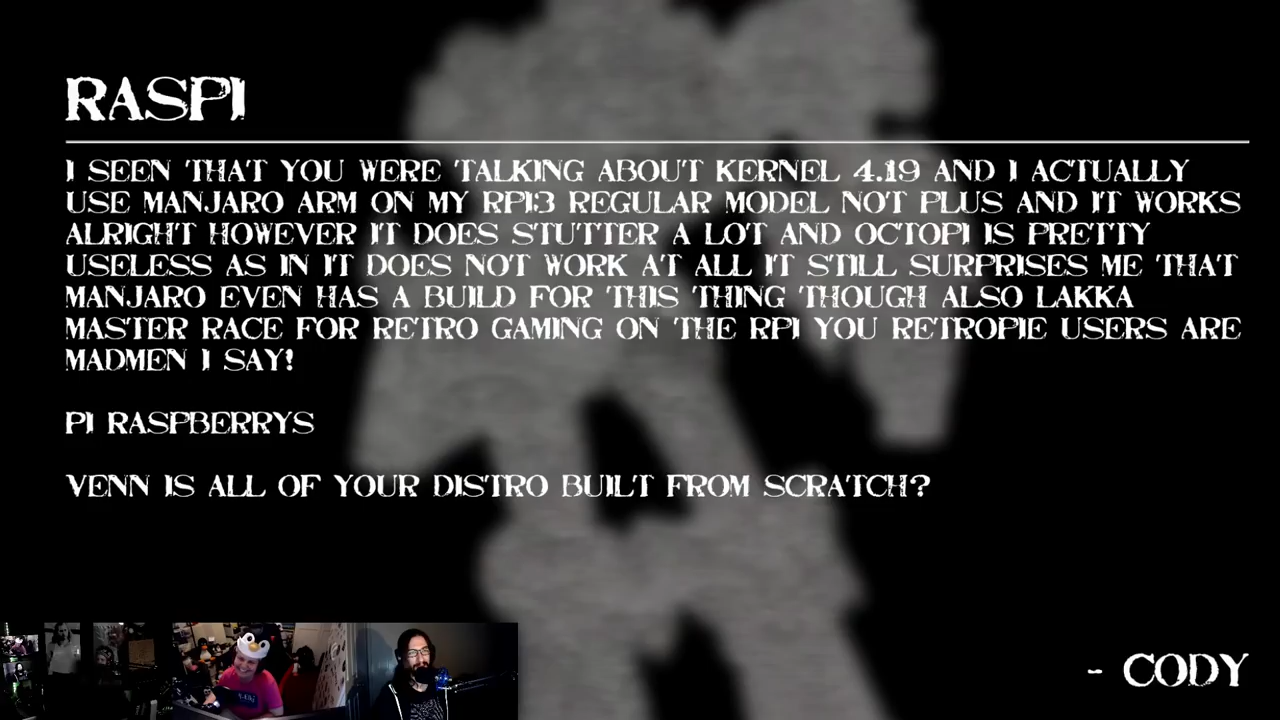 RASPI
I SEEN THAT YOU WERE TALKING ABOUT KERNEL 4.19 AND I ACTUALLY
USE MANJARO ARM ON MY RPI3 REGULAR MODEL NOT PLUS AND IT WORKS
ALRIGHT HOWEVER IT DOES STUTTER A LOT AND OCTOPI IS PRETTY
USELESS AS IN IT DOES NOT WORK AT ALL IT STILL SURPRISES ME THAT
MANJARO EVEN HAS A BUILD FOR THIS THING THOUGH ALSO LAKKA
MASTER RACE FOR RETRO GAMING ON THE RPI YOU RETROPIE USERS ARE
MADMEN I SAY!
PI RASPBERRYS
VENN IS ALL OF YOUR DISTRO BUILT FROM SCRATCH?
- CODY